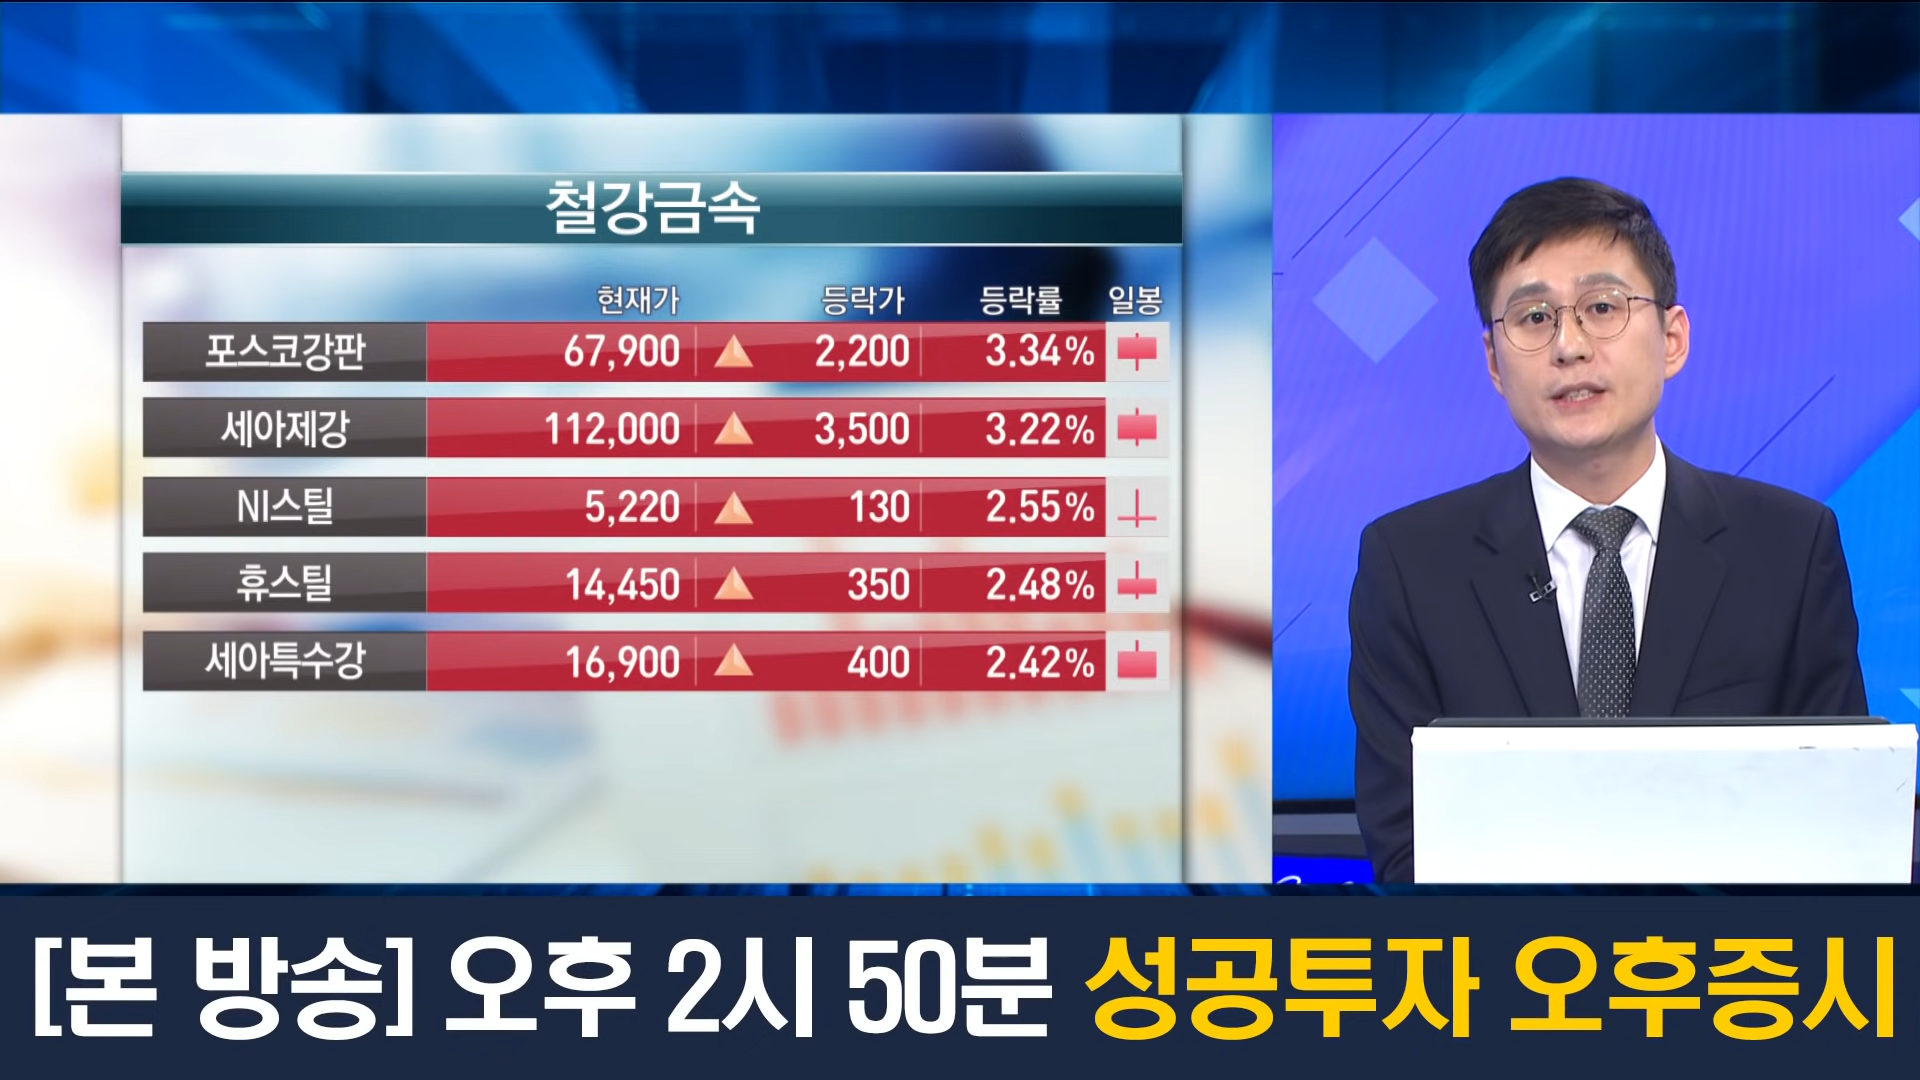 철강금속
현재가 등락가 등락률 일봉
포스코강판 67,900 ▲ 2,200 3.34%
세아제강 112,000 ▲ 3,500 3.22%
NI스틸 5,220 ▲ 130 2.55%
휴스틸 14,450 ▲ 350 2.48%
세아특수강 16,900 ▲ 400 2.42%
[본 방송] 오후 2시 50분 성공투자 오후증시